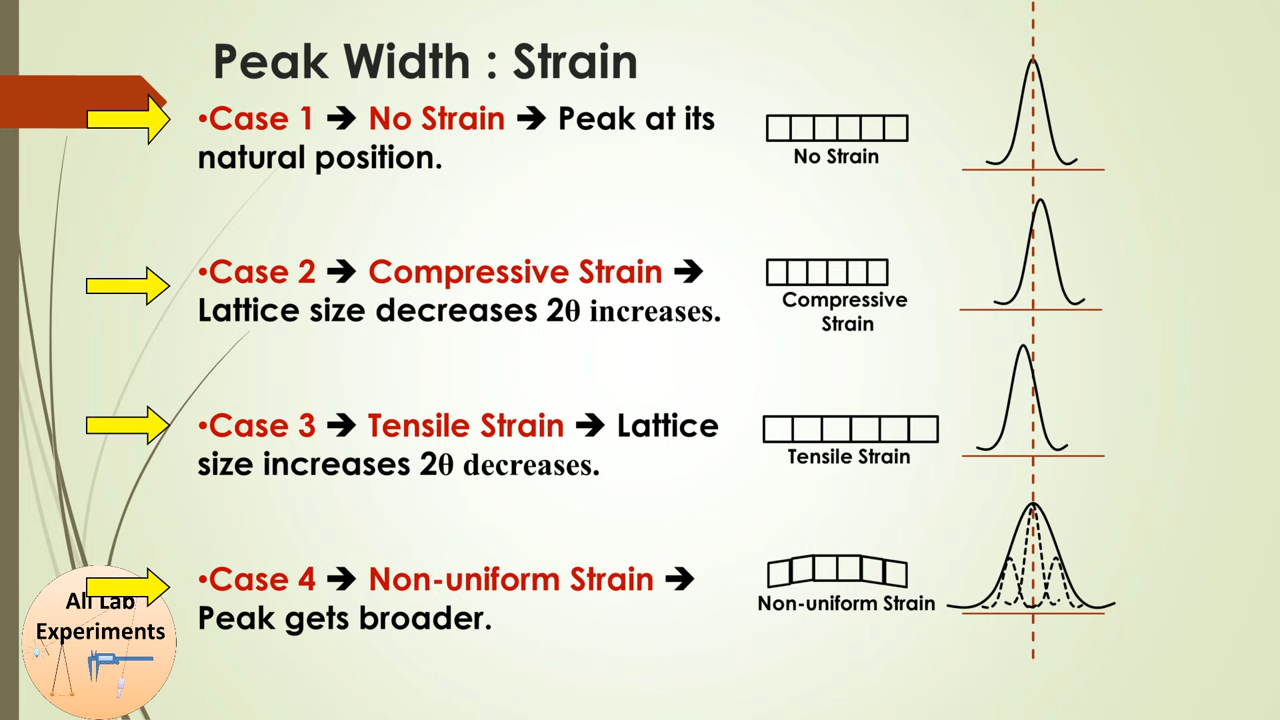 Peak Width : Strain
•Case 1 ➔ No Strain ➔ Peak at its
natural position.
No Strain
•Case 2 ➔ Compressive Strain ➔
Lattice size decreases 2θ increases.
Compressive
Strain
•Case 3 ➔ Tensile Strain ➔ Lattice
size increases 2θ decreases.
Tensile Strain
•Case 4 ➔ Non-uniform Strain ➔
Peak gets broader.
Non-uniform Strain
All Lab
Experiments